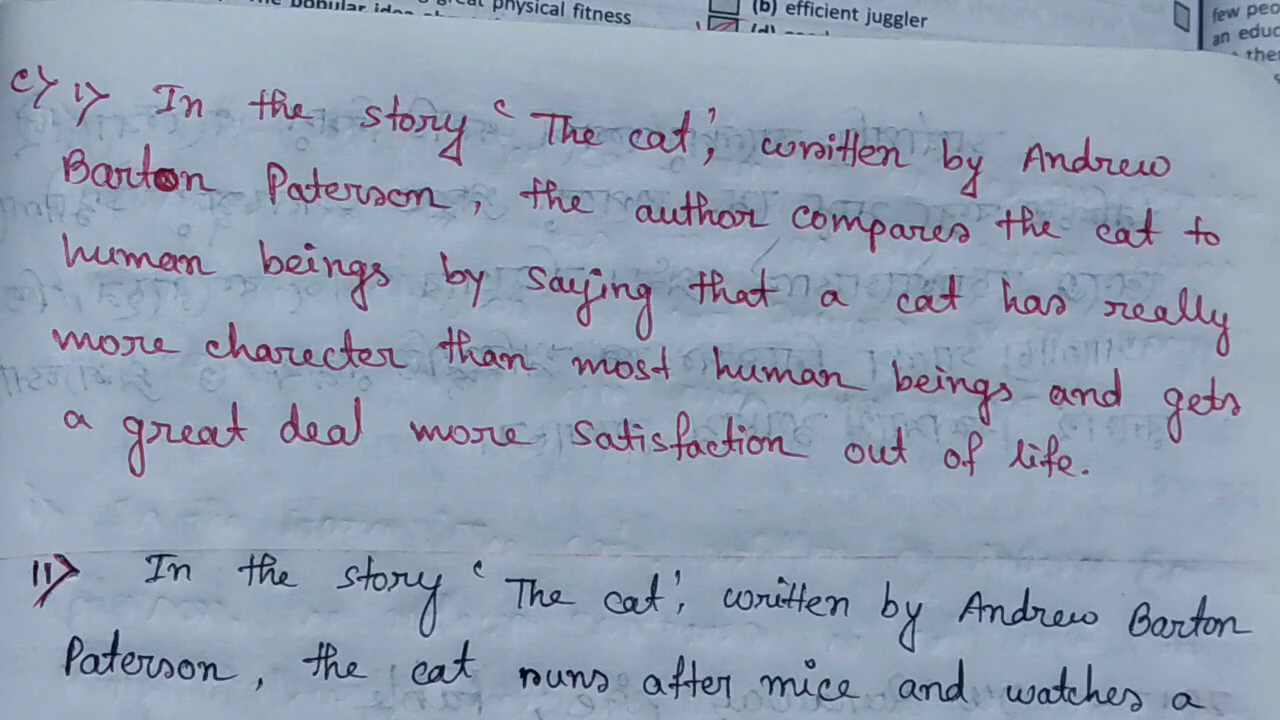 great physical fitness
(b) efficient juggler
few
an
c> i> In the story ‘The cat’, written by Andrew
Barton Paterson, the author compares the cat to
human beings by saying that a cat has really
more charecter than most human beings and gets
a great deal more satisfaction out of life.
ii> In the story ‘The cat’, written by Andrew Barton
Paterson, the cat runs after mice and watches a